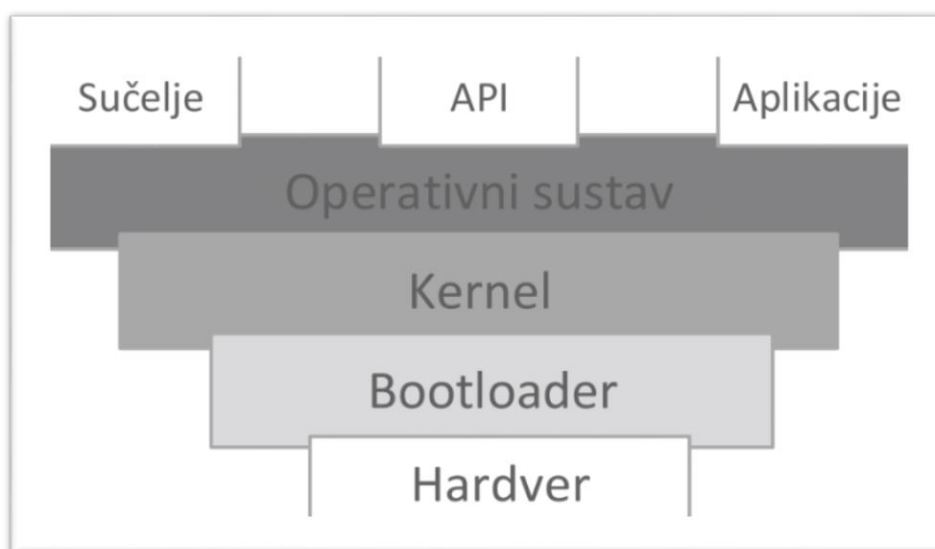 Sučelje API Aplikacije
Operativni sustav
Kernel
Bootloader
Hardver